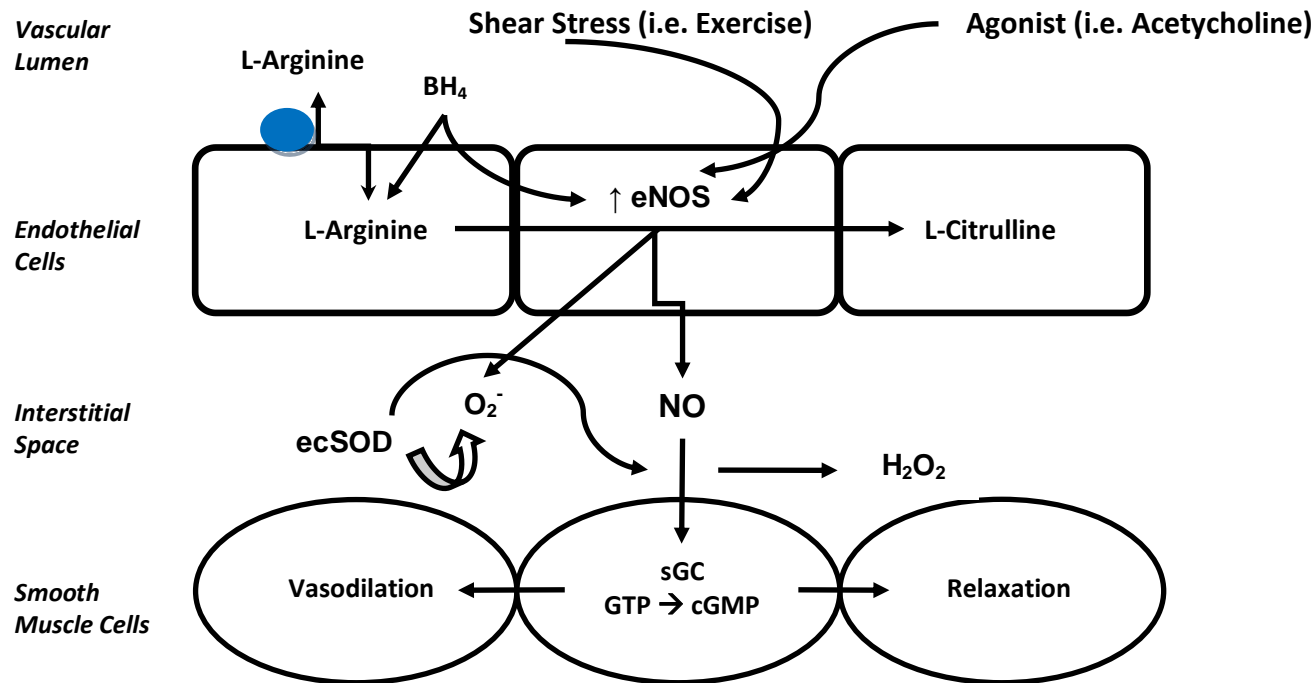 Vascular
Lumen
Shear Stress (i.e. Exercise)
Agonist (i.e. Acetycholine)
L-Arginine
BH₄
Endothelial
Cells
L-Arginine
↑ eNOS
L-Citrulline
Interstitial
Space
ecSOD
O₂⁻
NO
H₂O₂
Smooth
Muscle Cells
Vasodilation
sGC
GTP → cGMP
Relaxation